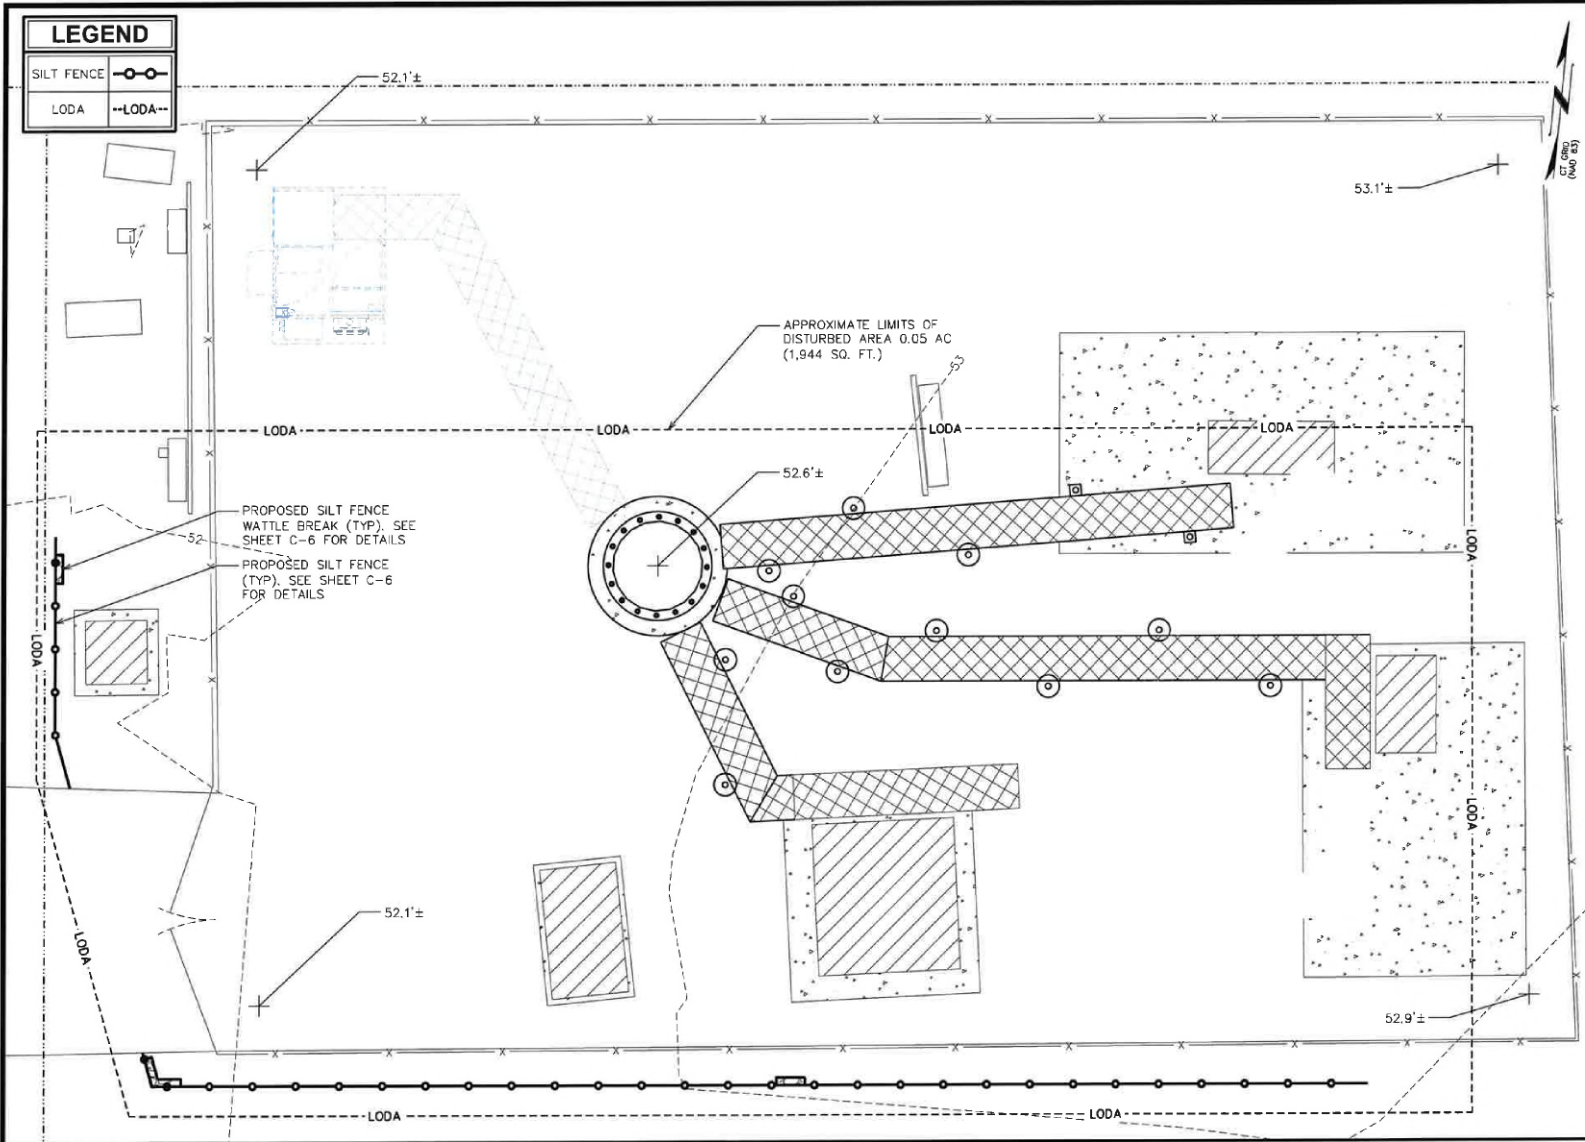 LEGEND
SILT FENCE
LODA --LODA--
52.1'±
53.1'±
CT GRID
(NAD 83)
APPROXIMATE LIMITS OF
DISTURBED AREA 0.05 AC
(1,944 SQ. FT.)
53
LODA LODA LODA LODA
52.6'±
PROPOSED SILT FENCE
WATTLE BREAK (TYP). SEE
SHEET C-6 FOR DETAILS
52
PROPOSED SILT FENCE
(TYP). SEE SHEET C-6
FOR DETAILS
LODA
LODA
LODA
LODA
52.1'±
52.9'±
LODA LODA